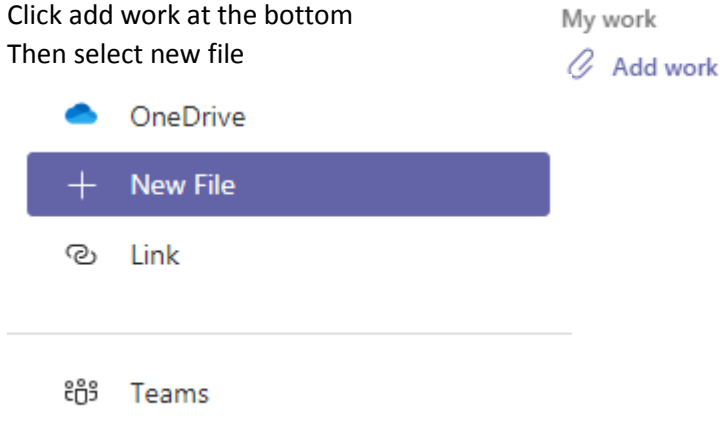 Click add work at the bottom
Then select new file
My work
Add work
OneDrive
New File
Link
Teams